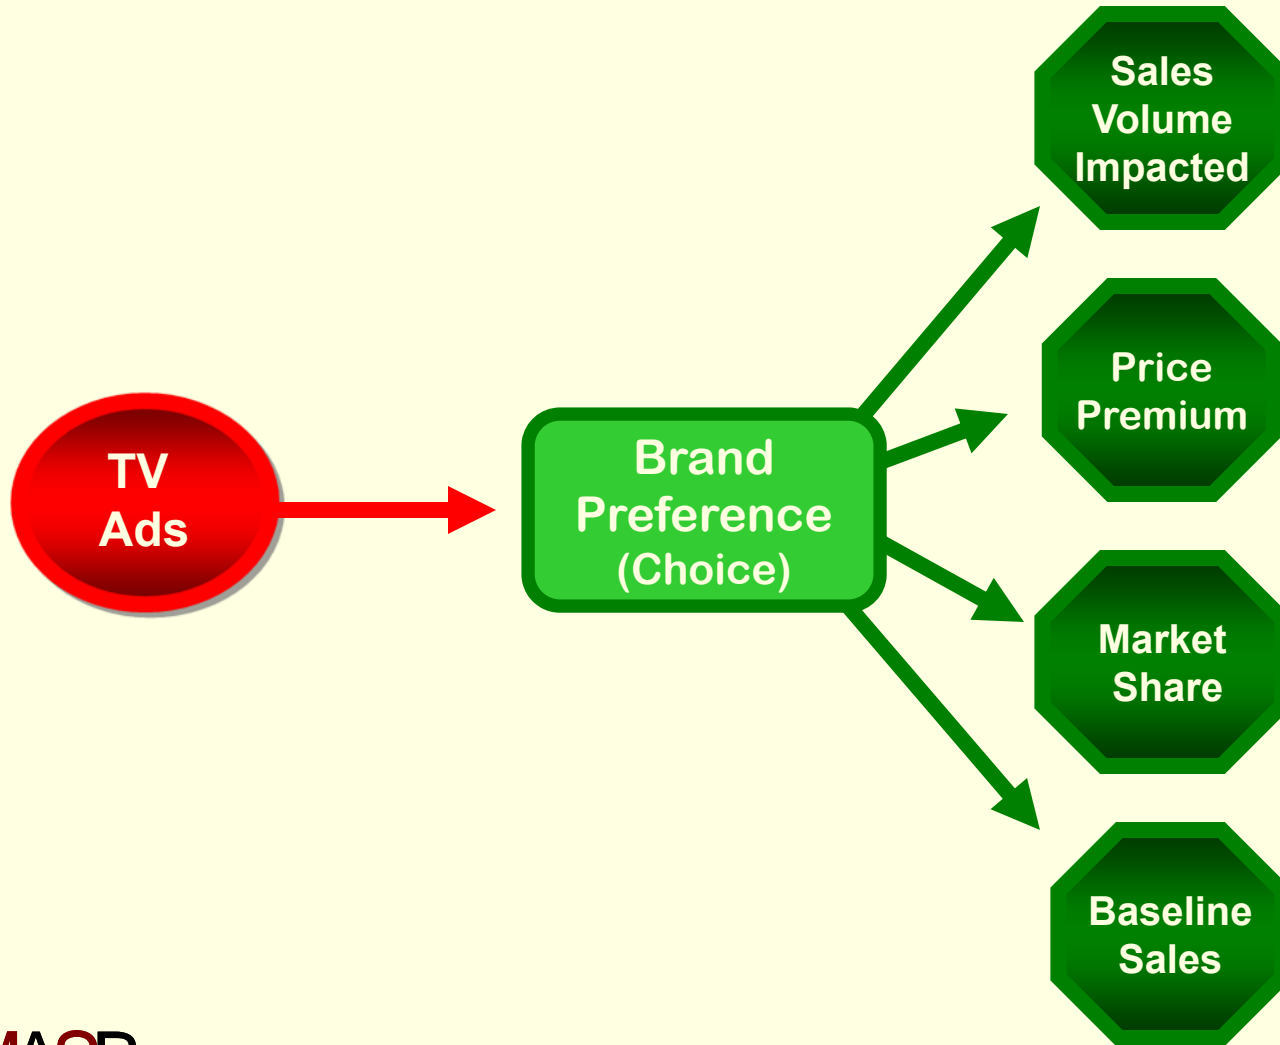 Sales
Volume
Impacted
Price
Premium
TV
Ads
Brand
Preference
(Choice)
Market
Share
Baseline
Sales